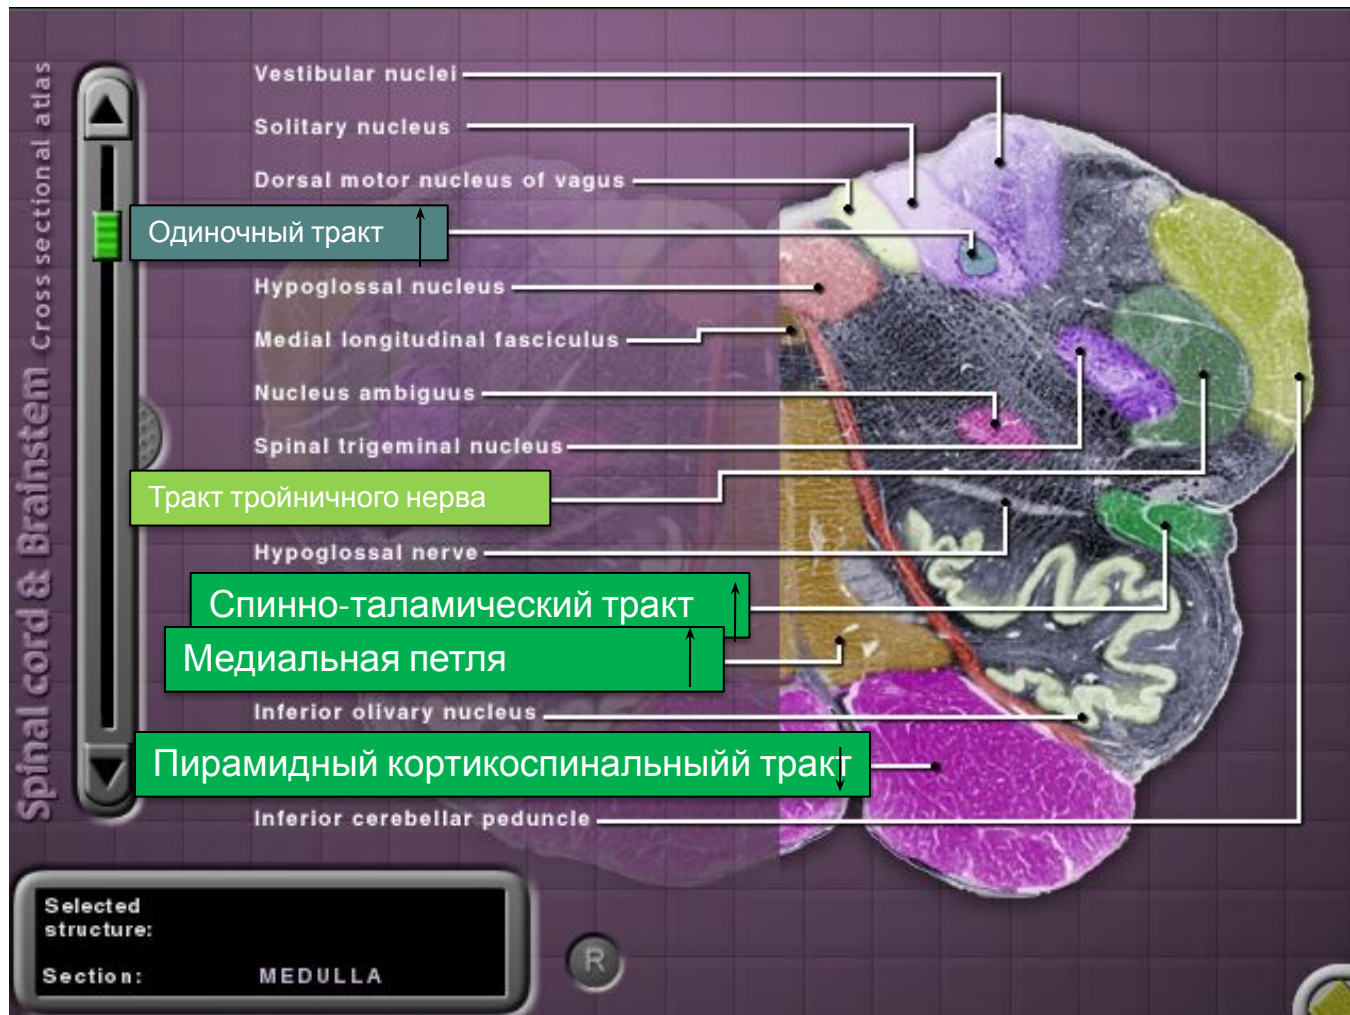 Spinal cord & Brainstem Cross sectional atlas
Vestibular nuclei
Solitary nucleus
Dorsal motor nucleus of vagus
Одиночный тракт
Hypoglossal nucleus
Medial longitudinal fasciculus
Nucleus ambiguus
Spinal trigeminal nucleus
Тракт тройничного нерва
Hypoglossal nerve
Спинно-таламический тракт
Медиальная петля
Inferior olivary nucleus
Пирамидный кортикоспинальныйй тракт
Inferior cerebellar peduncle
Selected
structure:
Section: MEDULLA
R